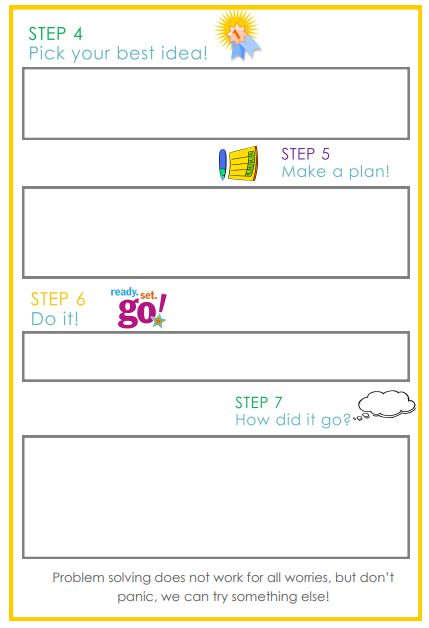 STEP 4
Pick your best idea!
1
STEP 5
Make a plan!
STEP 6
Do it!
ready. set.
go!
STEP 7
How did it go?
Problem solving does not work for all worries, but don't
panic, we can try something else!